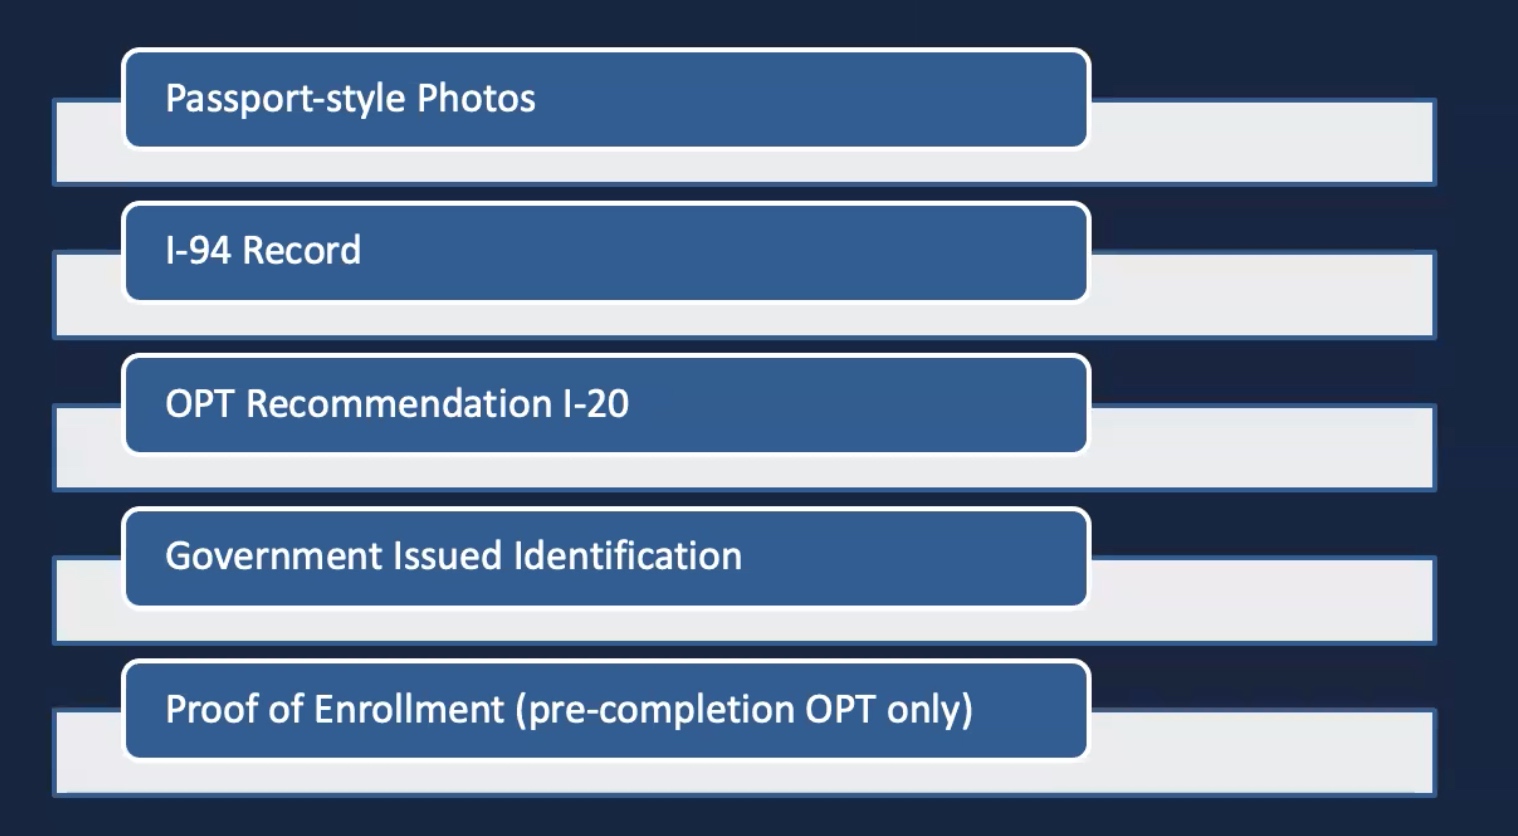 Passport-style Photos
I-94 Record
OPT Recommendation I-20
Government Issued Identification
Proof of Enrollment (pre-completion OPT only)